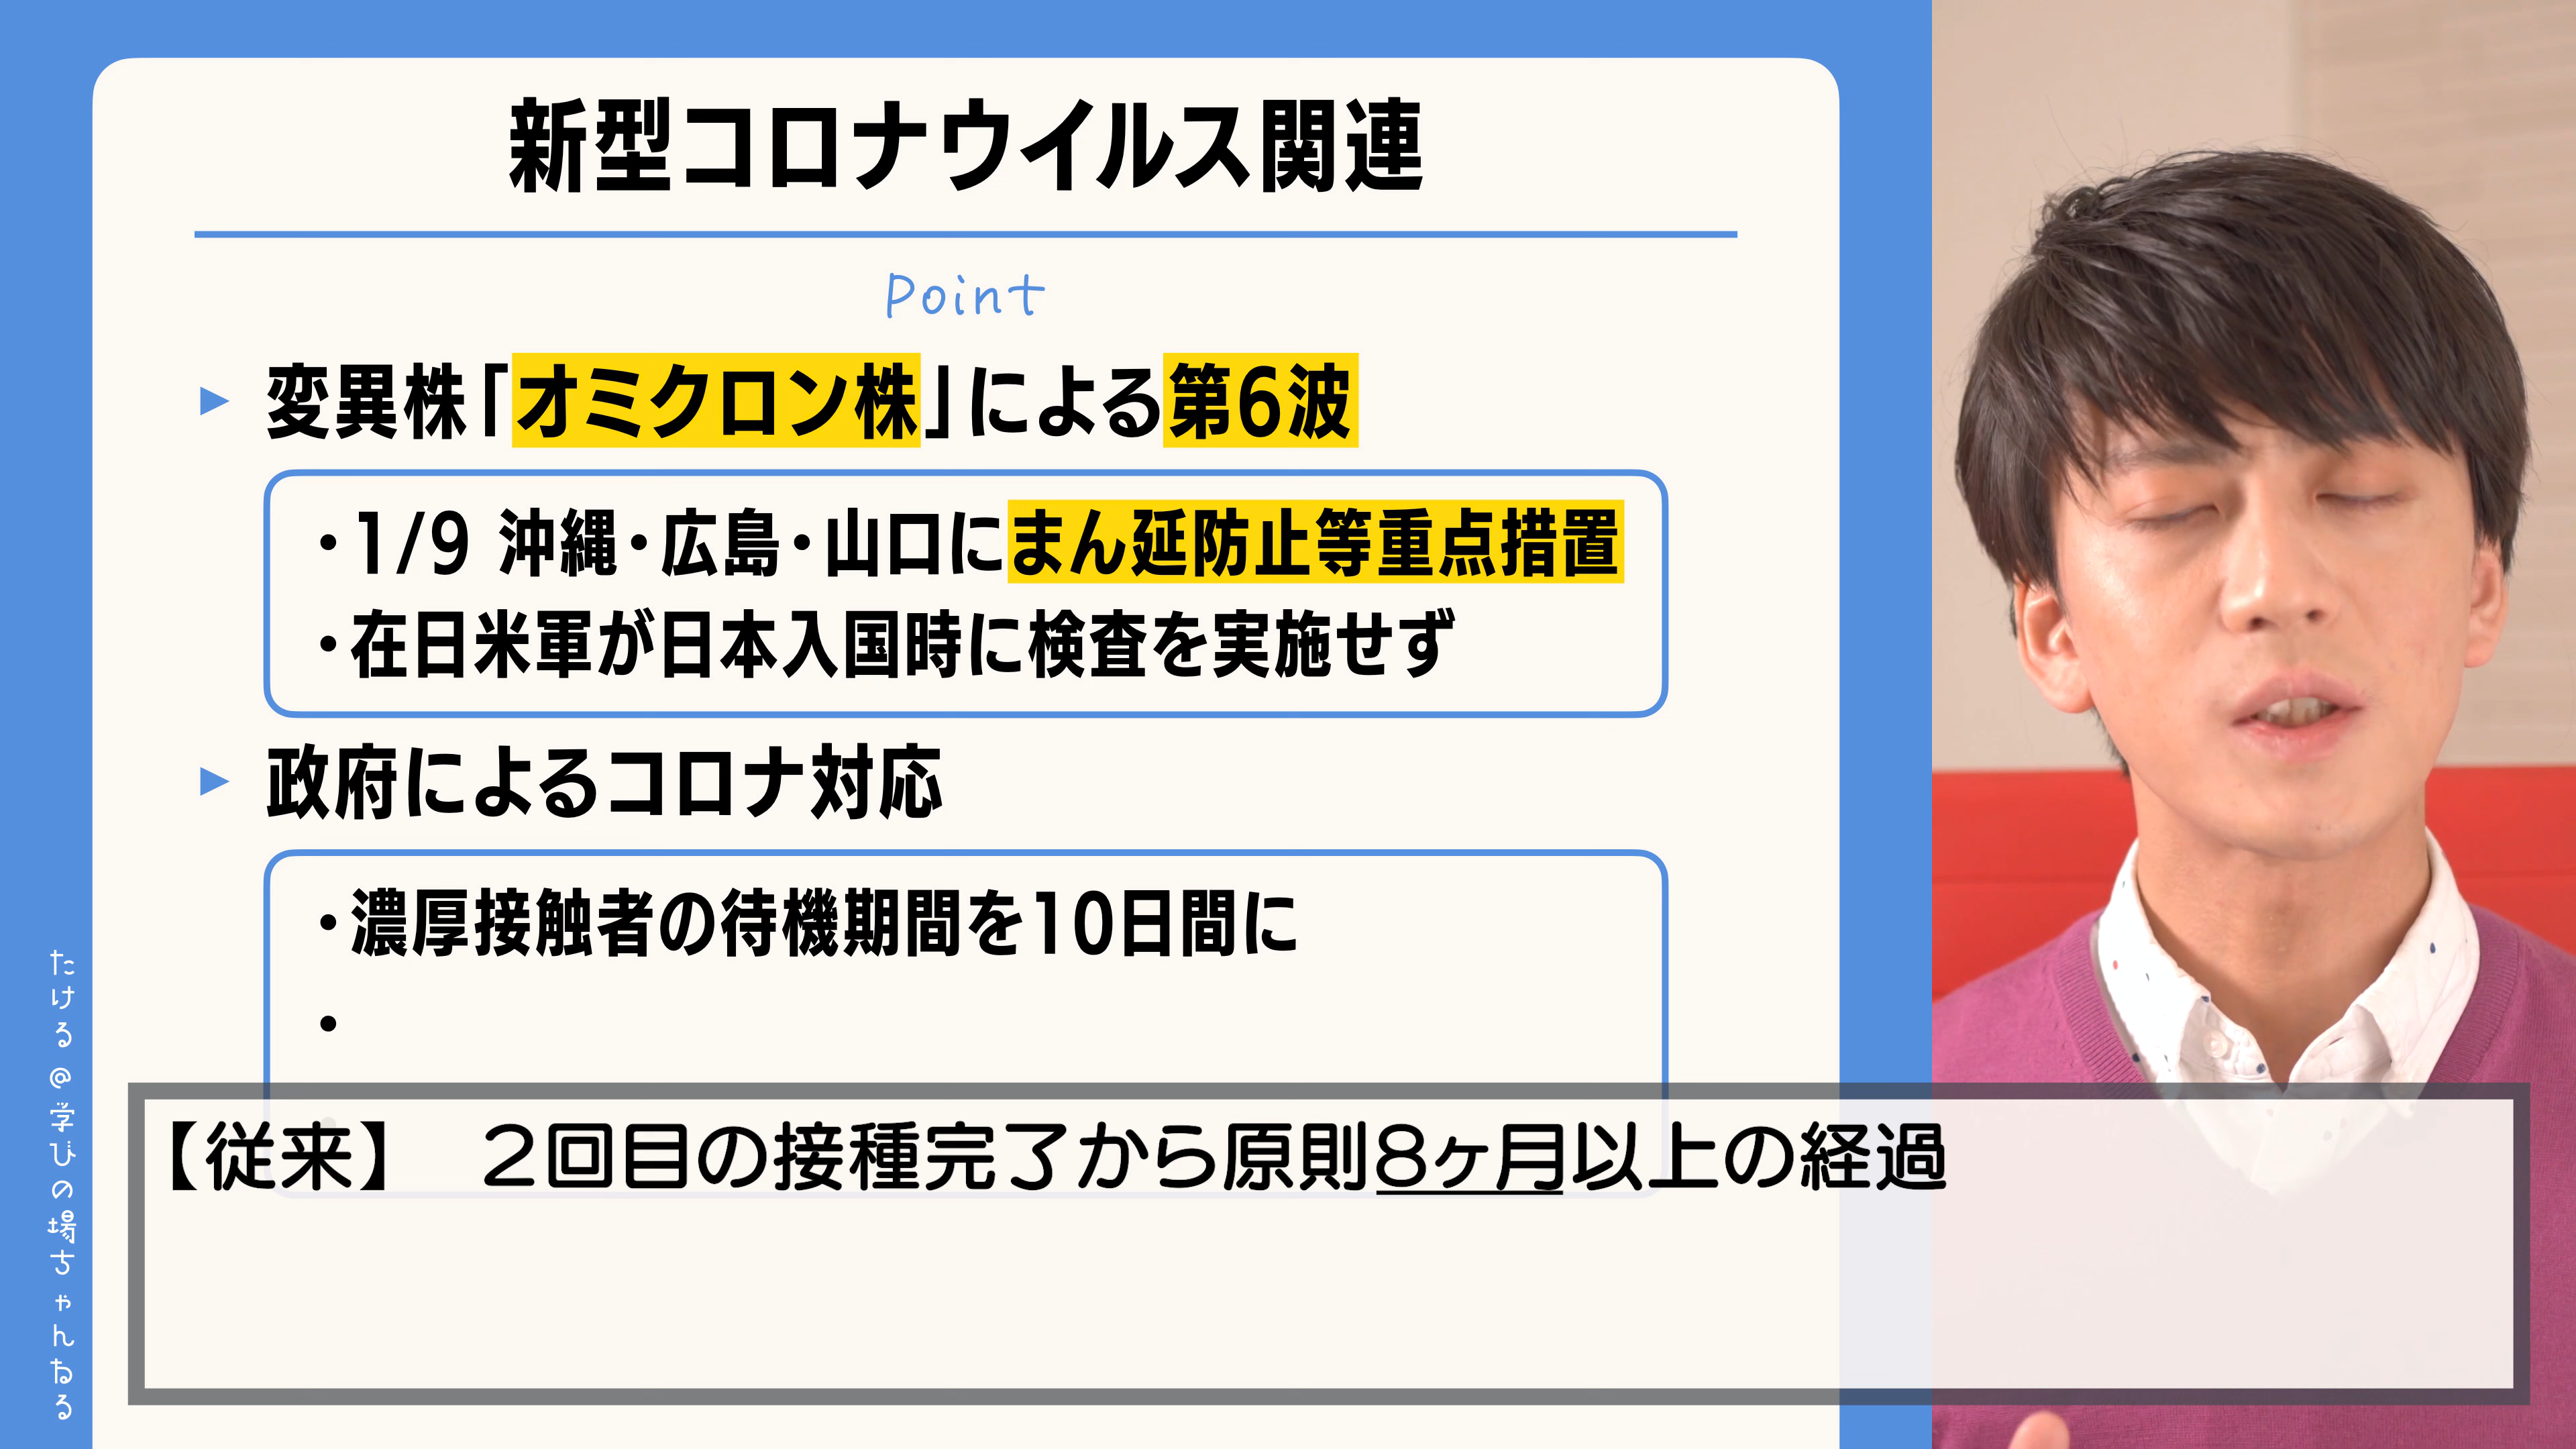 新型コロナウイルス関連
Point
▶ 変異株「オミクロン株」による第6波
・1/9 沖縄・広島・山口にまん延防止等重点措置
・在日米軍が日本入国時に検査を実施せず
▶ 政府によるコロナ対応
・濃厚接触者の待機期間を10日間に
・
【従来】　2回目の接種完了から原則8ヶ月以上の経過
たける@学びの場ちゃんねる